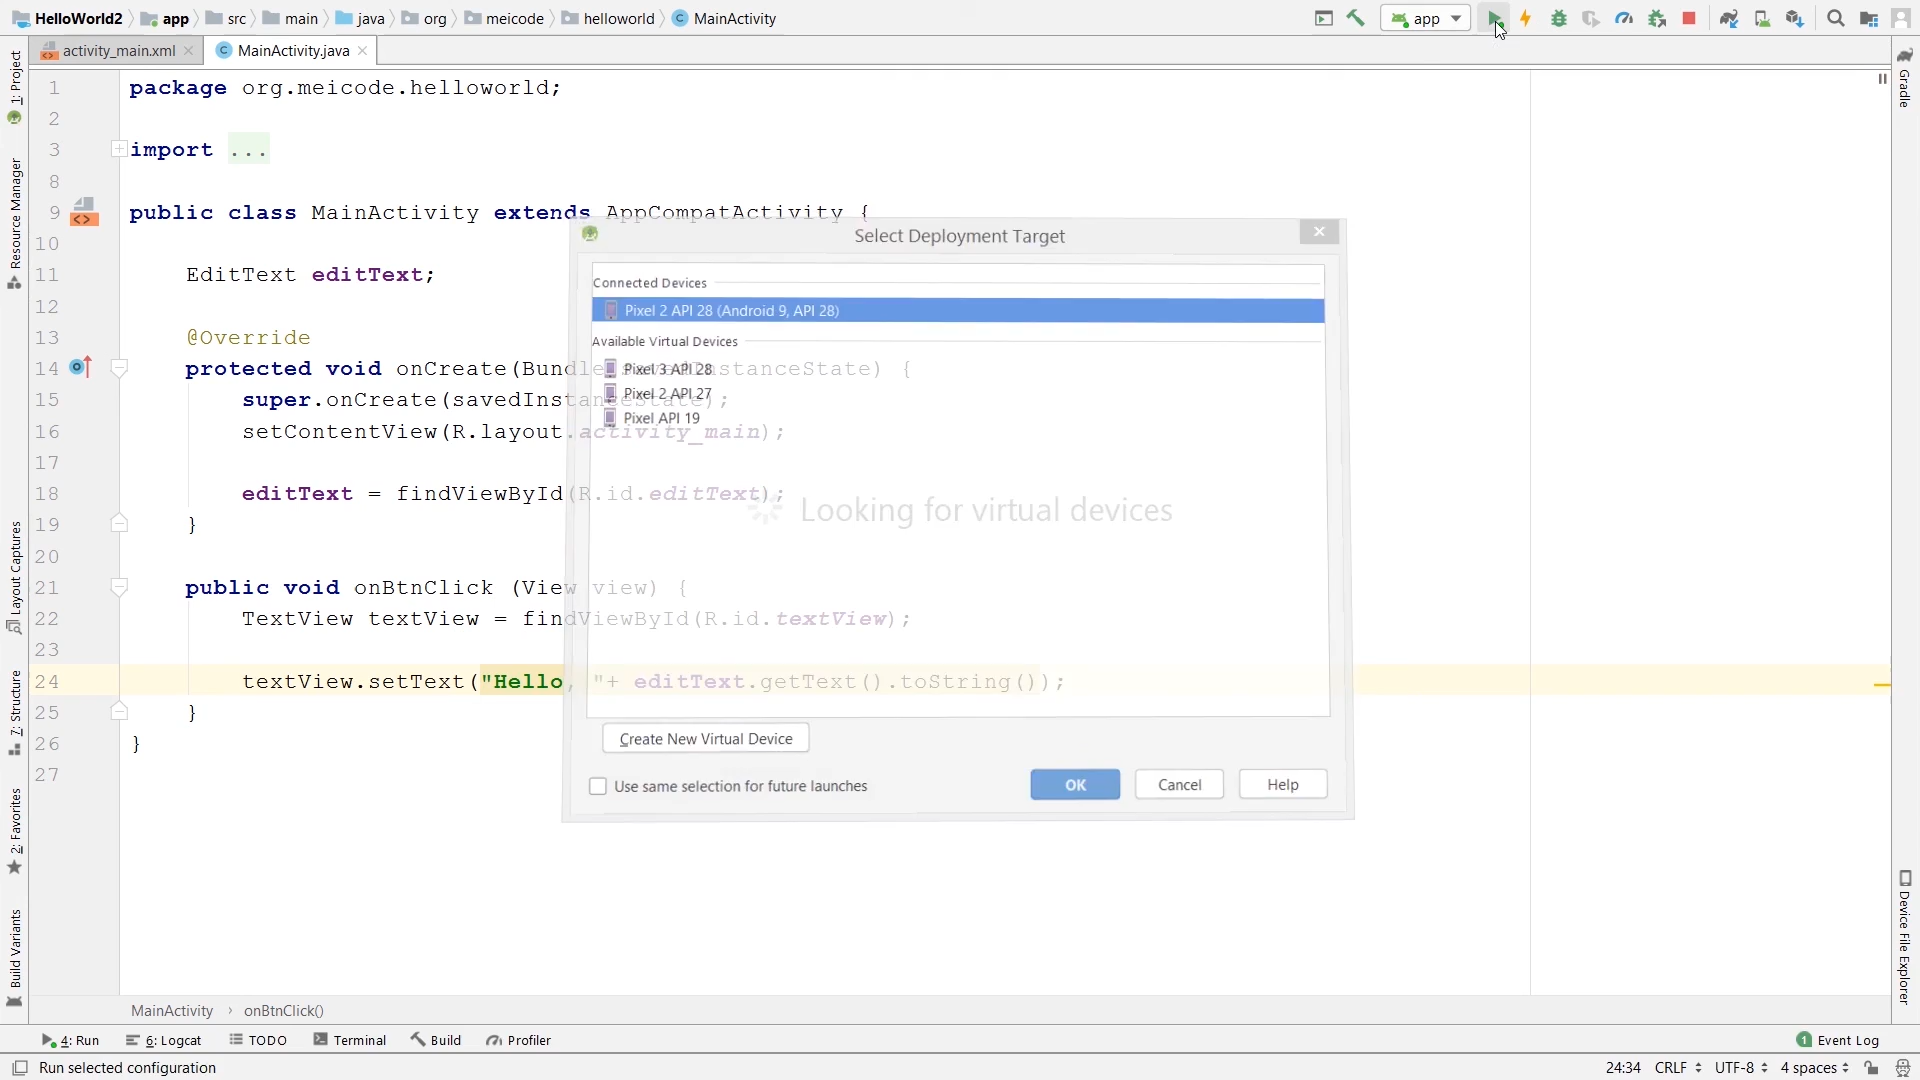 HelloWorld2 app src main java org meicode helloworld MainActivity
app
activity_main.xml MainActivity.java
1: Project
Resource Manager
Layout Captures
7: Structure
2: Favorites
Build Variants
Gradle
Device File Explorer
1 package org.meicode.helloworld;
2
3 import ...
8
9 public class MainActivity extends AppCompatActivity {
10
11 EditText editText;
12
13 @Override
14 protected void onCreate(Bundle savedInstanceState) {
15 super.onCreate(savedInstanceState);
16 setContentView(R.layout.activity_main);
17
18 editText = findViewById(R.id.editText);
19 }
20
21 public void onBtnClick (View view) {
22 TextView textView = findViewById(R.id.textView);
23
24 textView.setText("Hello, "+ editText.getText().toString());
25 }
26 }
27
Select Deployment Target
Connected Devices
Pixel 2 API 28 (Android 9, API 28)
Available Virtual Devices
Pixel 3 API 28
Pixel 2 API 27
Pixel API 19
Looking for virtual devices
Create New Virtual Device
Use same selection for future launches
OK Cancel Help
MainActivity › onBtnClick()
4: Run 6: Logcat TODO Terminal Build Profiler 1 Event Log
Run selected configuration 24:34 CRLF UTF-8 4 spaces